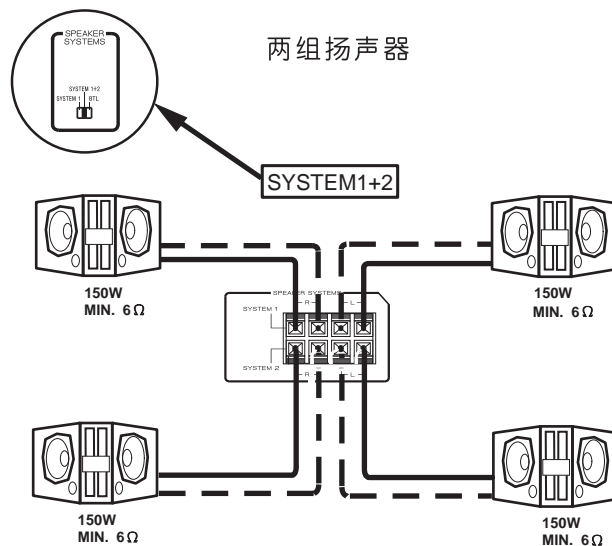 SPEAKER
SYSTEMS
SYSTEM 1+2
SYSTEM 1 BTL
两组扬声器
SYSTEM1+2
150W
MIN. 6Ω
150W
MIN. 6Ω
SPEAKER SYSTEMS
R L
SYSTEM 1
SYSTEM 2
R L
150W
MIN. 6Ω
150W
MIN. 6Ω